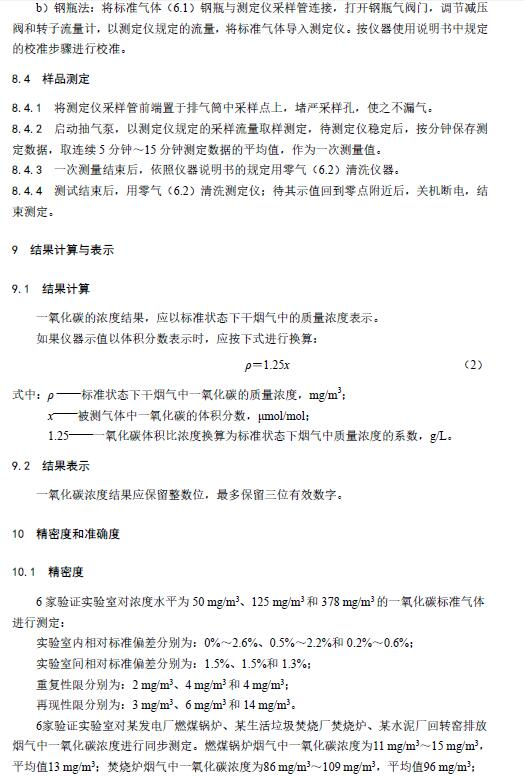 b）钢瓶法：将标准气体（6.1）钢瓶与测定仪采样管连接，打开钢瓶气阀门，调节减压
阀和转子流量计，以测定仪规定的流量，将标准气体导入测定仪。按仪器使用说明书中规定
的校准步骤进行校准。
8.4 样品测定
8.4.1 将测定仪采样管前端置于排气筒中采样点上，堵严采样孔，使之不漏气。
8.4.2 启动抽气泵，以测定仪规定的采样流量取样测定，待测定仪稳定后，按分钟保存测
定数据，取连续 5 分钟～15 分钟测定数据的平均值，作为一次测量值。
8.4.3 一次测量结束后，依照仪器说明书的规定用零气（6.2）清洗仪器。
8.4.4 测试结束后，用零气（6.2）清洗测定仪；待其示值回到零点附近后，关机断电，结
束测定。
9 结果计算与表示
9.1 结果计算
一氧化碳的浓度结果，应以标准状态下干烟气中的质量浓度表示。
如果仪器示值以体积分数表示时，应按下式进行换算：
ρ＝1.25x （2）
式中：ρ ——标准状态下干烟气中一氧化碳的质量浓度，mg/m³；
x——被测气体中一氧化碳的体积分数，μmol/mol；
1.25——一氧化碳体积比浓度换算为标准状态下烟气中质量浓度的系数，g/L。
9.2 结果表示
一氧化碳浓度结果应保留整数位，最多保留三位有效数字。
10 精密度和准确度
10.1 精密度
6 家验证实验室对浓度水平为 50 mg/m³、125 mg/m³ 和 378 mg/m³ 的一氧化碳标准气体
进行测定：
实验室内相对标准偏差分别为：0%～2.6%、0.5%～2.2%和 0.2%～0.6%；
实验室间相对标准偏差分别为：1.5%、1.5%和 1.3%；
重复性限分别为：2 mg/m³、4 mg/m³ 和 4 mg/m³；
再现性限分别为：3 mg/m³、6 mg/m³ 和 14 mg/m³。
6家验证实验室对某发电厂燃煤锅炉、某生活垃圾焚烧厂焚烧炉、某水泥厂回转窑排放
烟气中一氧化碳浓度进行同步测定。燃煤锅炉烟气中一氧化碳浓度为11 mg/m³～15 mg/m³，
平均值13 mg/m³；焚烧炉烟气中一氧化碳浓度为86 mg/m³～109 mg/m³，平均值96 mg/m³；